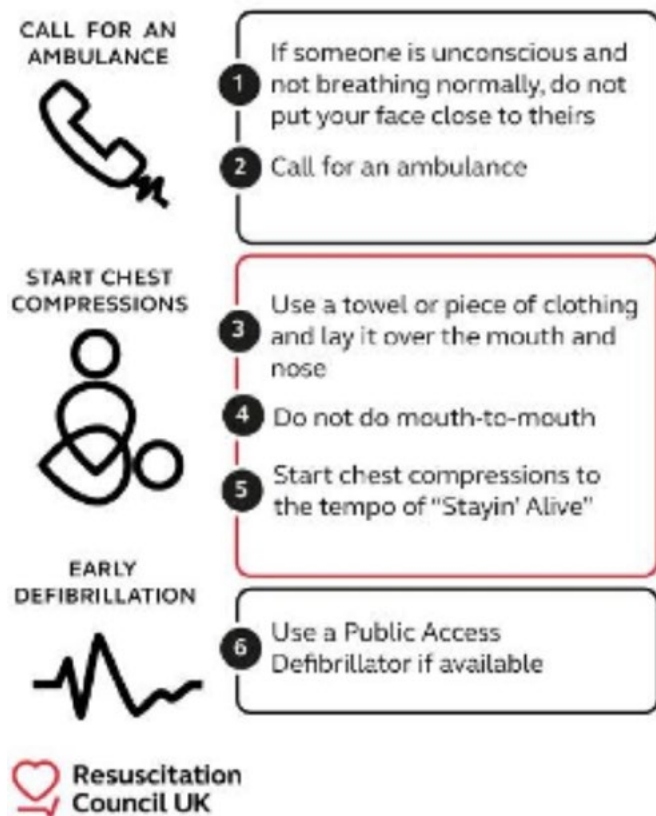 CALL FOR AN
AMBULANCE
1
If someone is unconscious and
not breathing normally, do not
put your face close to theirs
2
Call for an ambulance
START CHEST
COMPRESSIONS
3
Use a towel or piece of clothing
and lay it over the mouth and
nose
4
Do not do mouth-to-mouth
5
Start chest compressions to
the tempo of “Stayin’ Alive”
EARLY
DEFIBRILLATION
6
Use a Public Access
Defibrillator if available
Resuscitation
Council UK